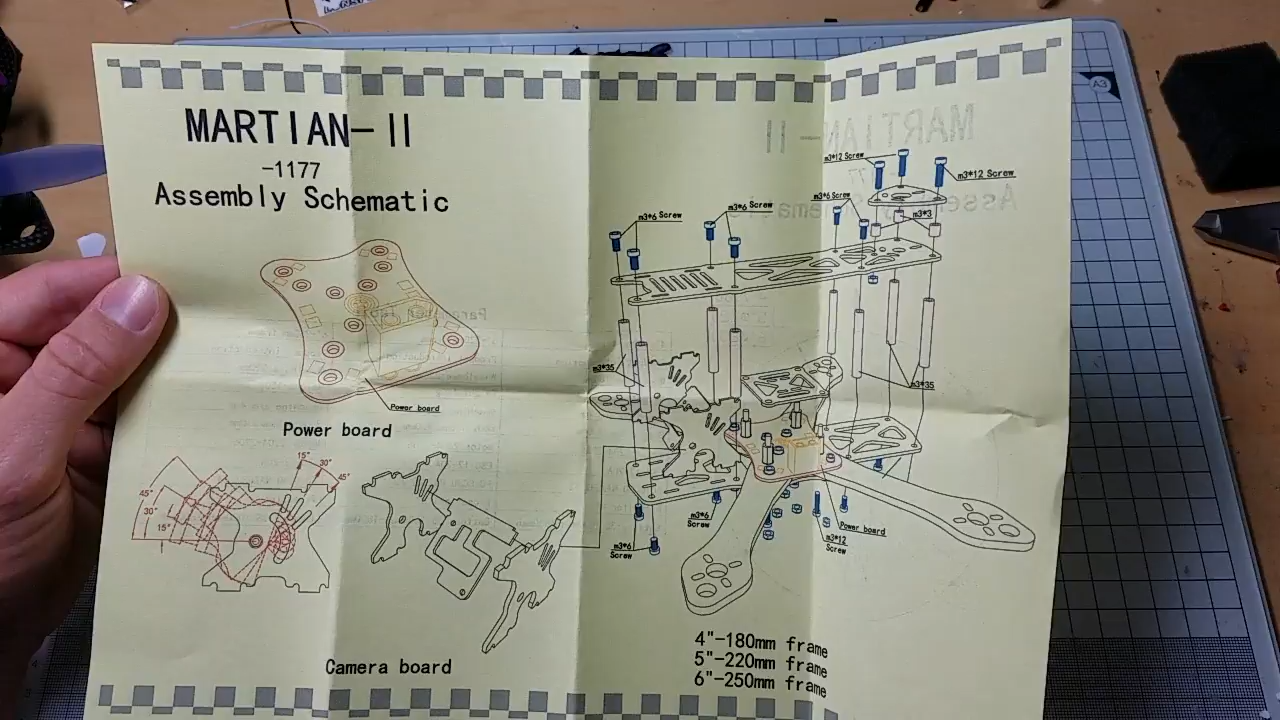 MARTIAN-II
-1177
Assembly Schematic
Power board
Power board
15°
30°
45°
45°
30°
15°
Camera board
m3*12 Screw
m3*12 Screw
m3*6 Screw
m3*6 Screw
m3*6 Screw
m3*3
m3*35
m3*35
m3*6
Screw
m3*6
Screw
m3*12
Screw
Power board
4"-180mm frame
5"-220mm frame
6"-250mm frame
A3